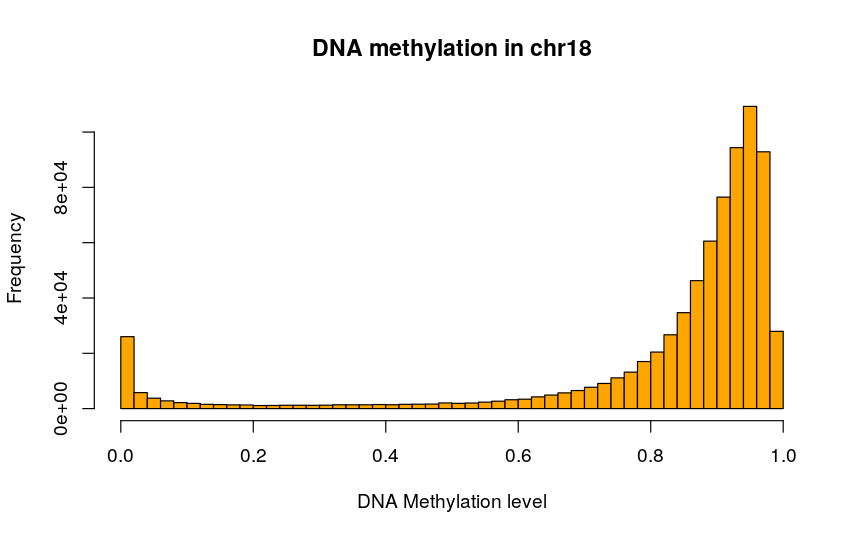 DNA methylation in chr18
Frequency
8e+04
4e+04
0e+00
0.0 0.2 0.4 0.6 0.8 1.0
DNA Methylation level